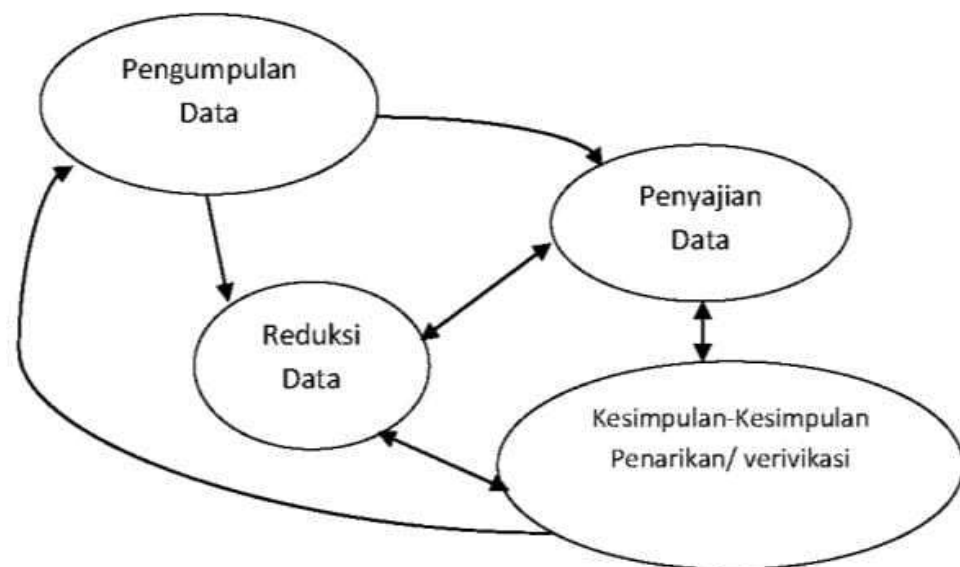 Pengumpulan
Data
Penyajian
Data
Reduksi
Data
Kesimpulan-Kesimpulan
Penarikan/ verivikasi